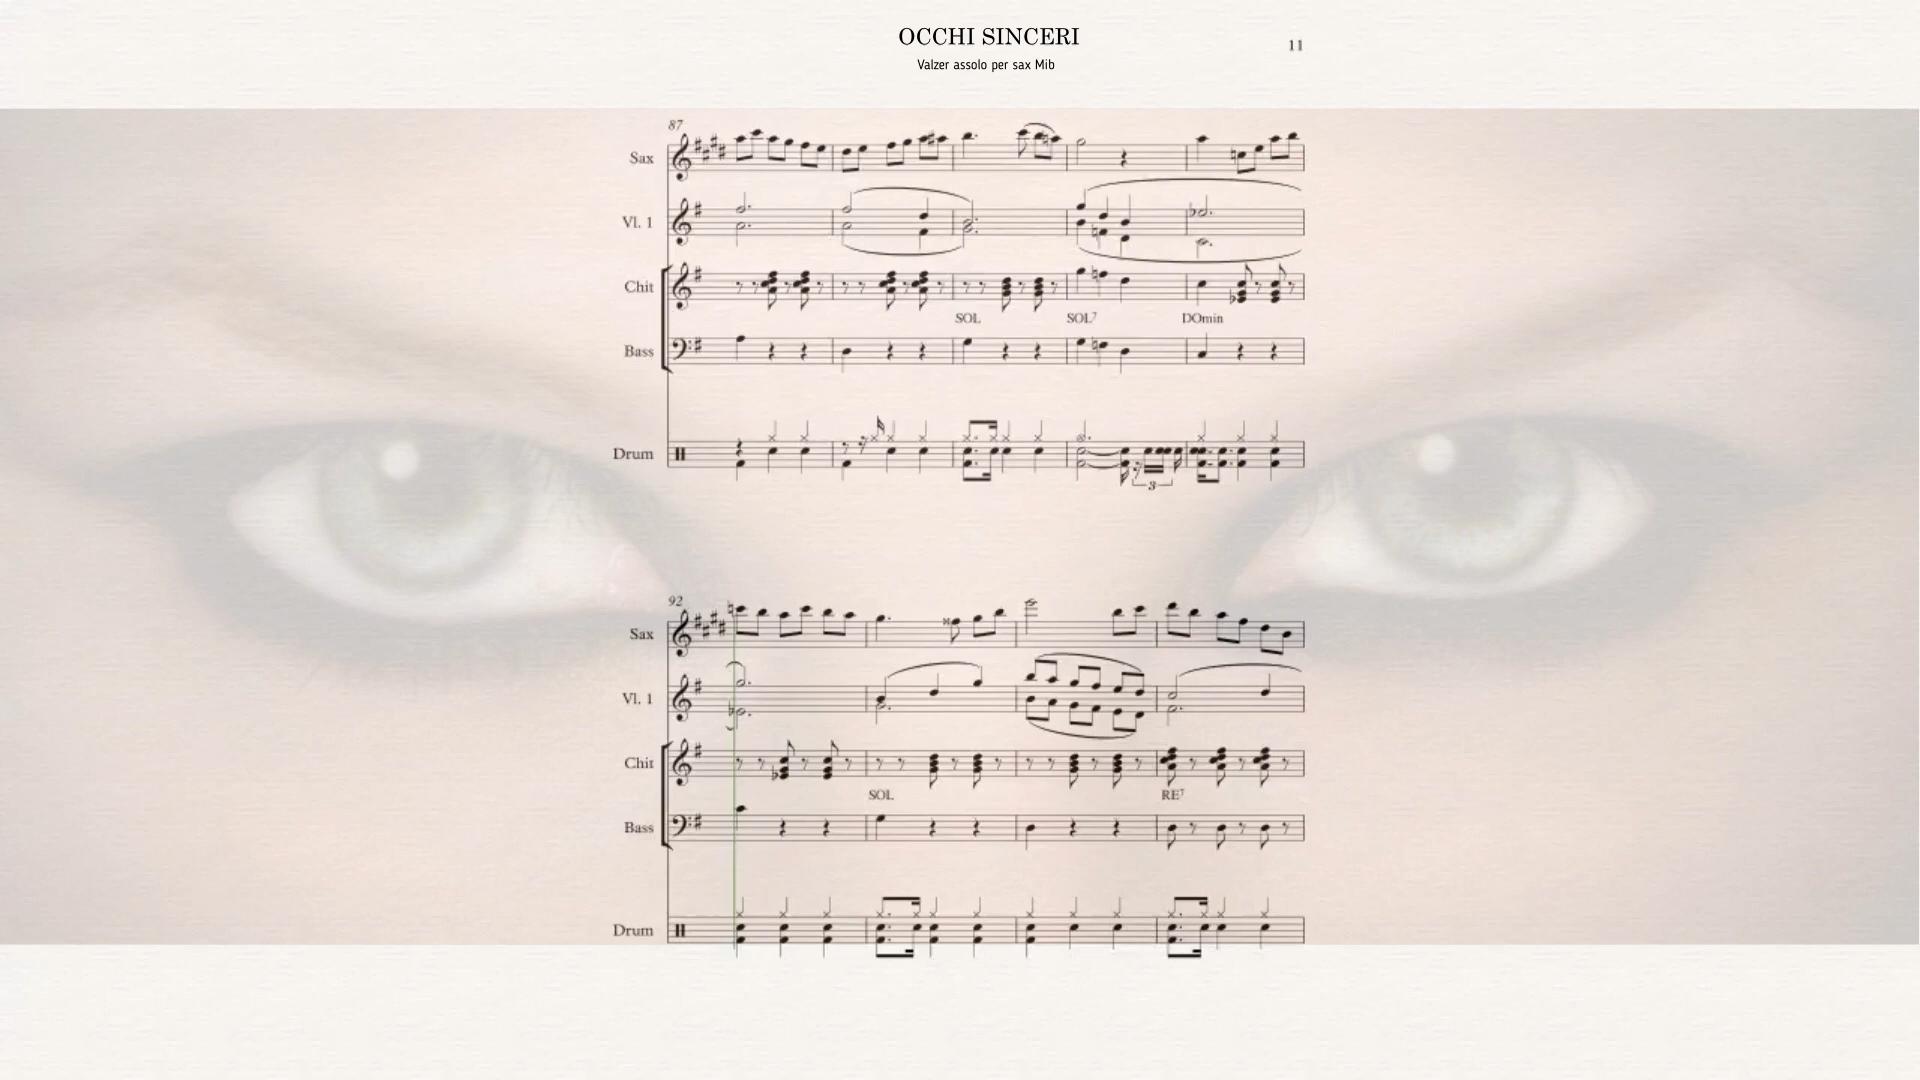 OCCHI SINCERI
11
Valzer assolo per sax Mib
87
Sax
Vl. 1
Chit
SOL SOL7 DOmin
Bass
Drum
3
92
Sax
Vl. 1
Chit
SOL RE7
Bass
Drum